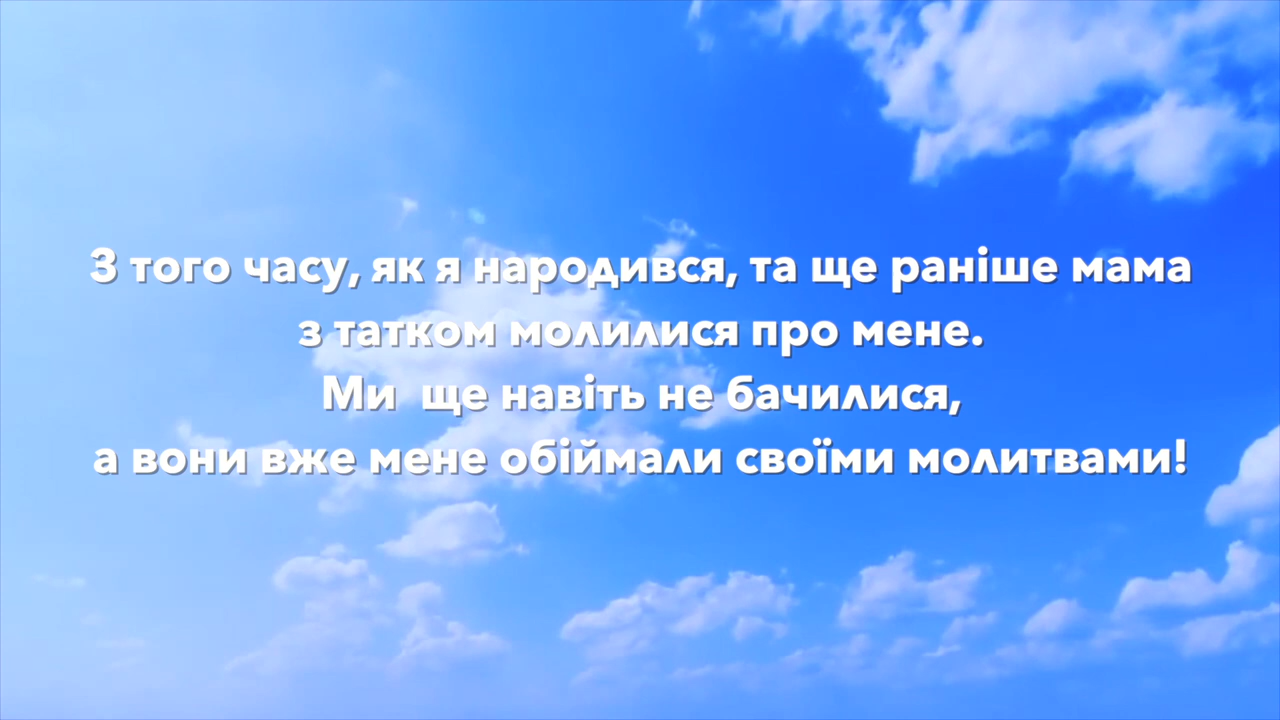 З того часу, як я народився, та ще раніше мама
з татком молилися про мене.
Ми  ще навіть не бачилися,
а вони вже мене обіймали своїми молитвами!